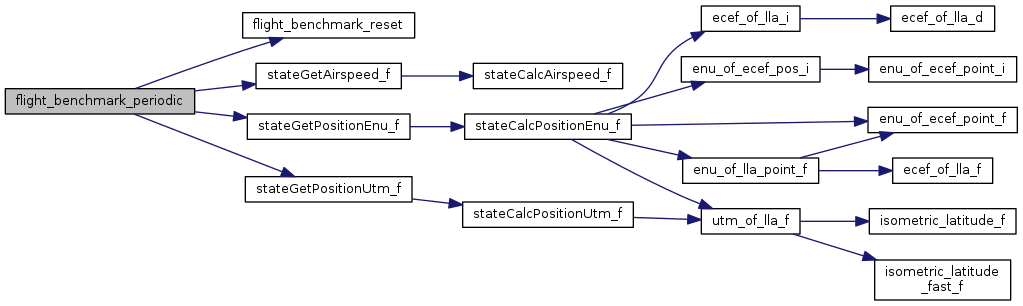 flight_benchmark_periodic
flight_benchmark_reset
stateGetAirspeed_f
stateCalcAirspeed_f
stateGetPositionEnu_f
stateCalcPositionEnu_f
ecef_of_lla_i
ecef_of_lla_d
enu_of_ecef_pos_i
enu_of_ecef_point_i
enu_of_ecef_point_f
enu_of_lla_point_f
ecef_of_lla_f
stateGetPositionUtm_f
stateCalcPositionUtm_f
utm_of_lla_f
isometric_latitude_f
isometric_latitude
_fast_f